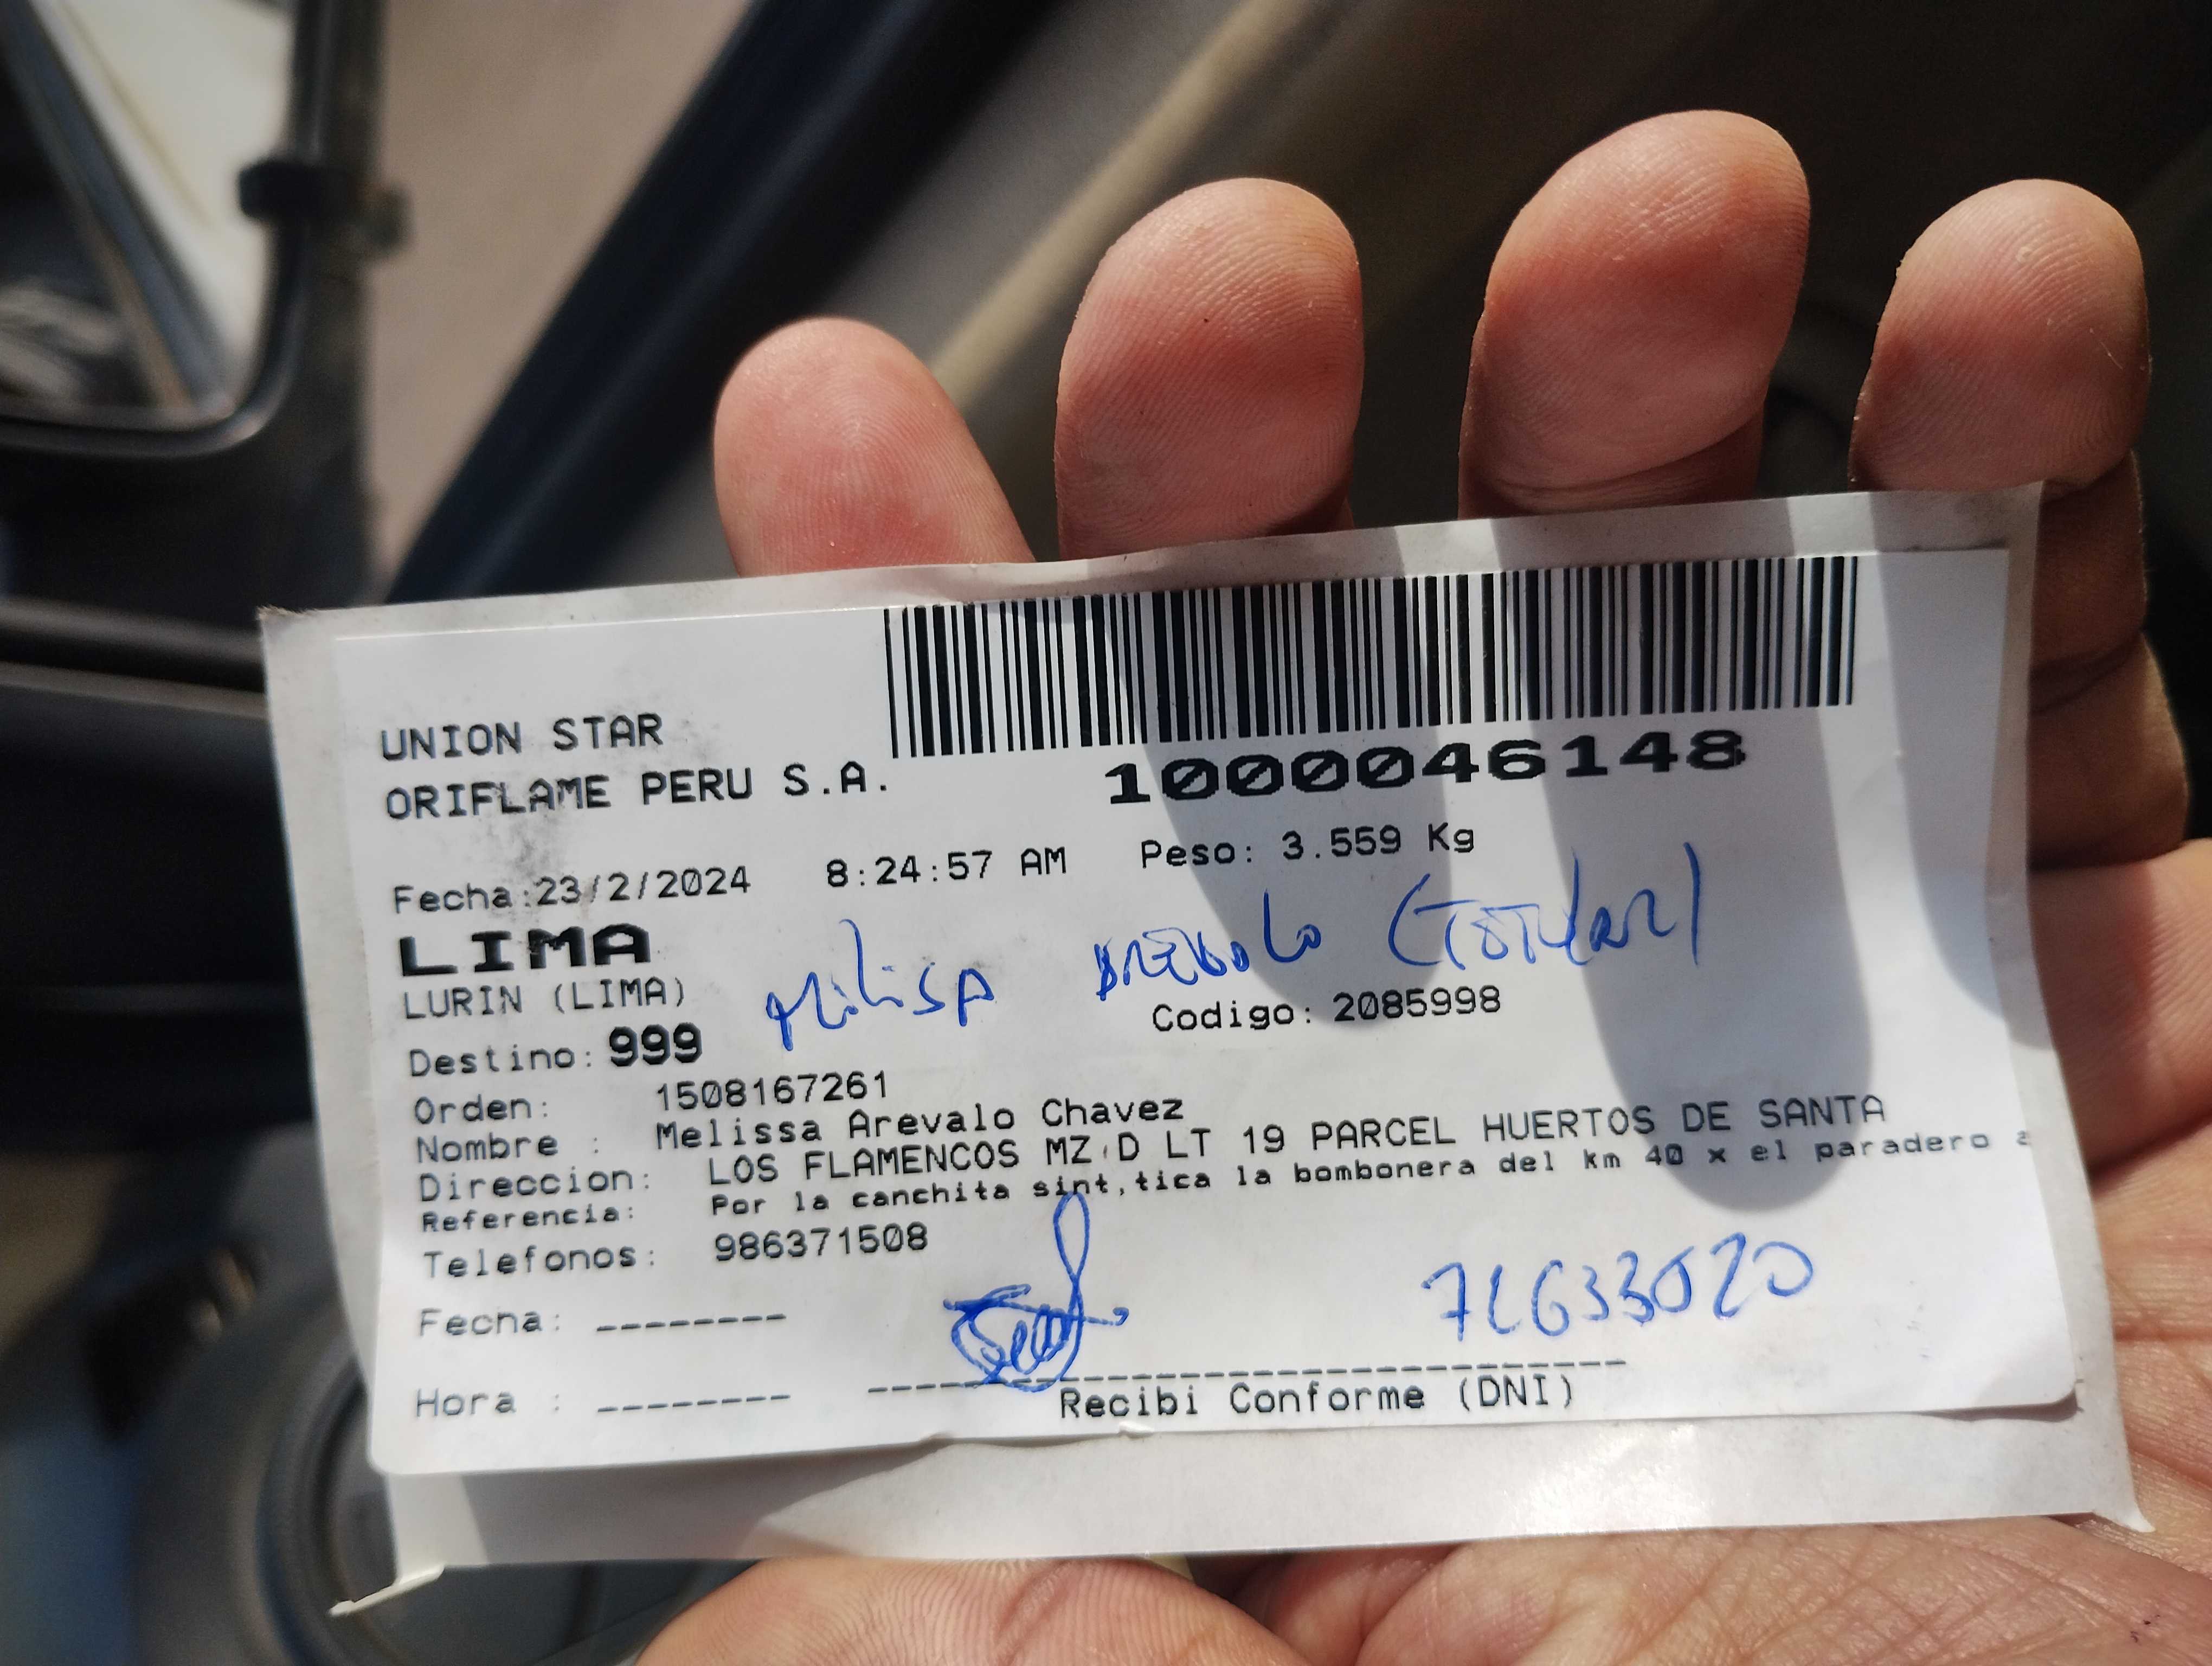 UNION STAR
ORIFLAME PERU S.A.
1000046148
Fecha:23/2/2024 8:24:57 AM Peso: 3.559 Kg
LIMA
LURIN (LIMA)
Milisa Arebalo (Titular)
Destino: 999 Codigo: 2085998
Orden: 1508167261
Nombre : Melissa Arevalo Chavez
Direccion: LOS FLAMENCOS MZ D LT 19 PARCEL HUERTOS DE SANTA
Referencia: Por la canchita sint,tica la bombonera del km 40 x el paradero
Telefonos: 986371508
Fecha: --------
Hora : --------
Recibi Conforme (DNI)